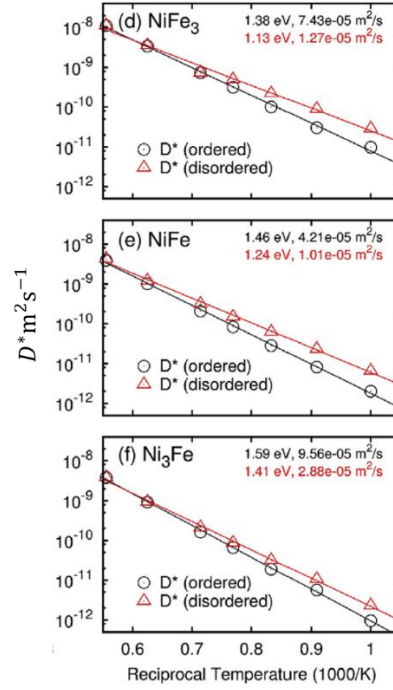 (d) NiFe₃
1.38 eV, 7.43e-05 m²/s
1.13 eV, 1.27e-05 m²/s
10⁻⁸
10⁻⁹
10⁻¹⁰
10⁻¹¹
10⁻¹²
D* (ordered)
D* (disordered)
(e) NiFe
1.46 eV, 4.21e-05 m²/s
1.24 eV, 1.01e-05 m²/s
10⁻⁸
10⁻⁹
10⁻¹⁰
10⁻¹¹
10⁻¹²
D* (ordered)
D* (disordered)
D* m² s⁻¹
(f) Ni₃Fe
1.59 eV, 9.56e-05 m²/s
1.41 eV, 2.88e-05 m²/s
10⁻⁸
10⁻⁹
10⁻¹⁰
10⁻¹¹
10⁻¹²
D* (ordered)
D* (disordered)
0.6 0.7 0.8 0.9 1
Reciprocal Temperature (1000/K)